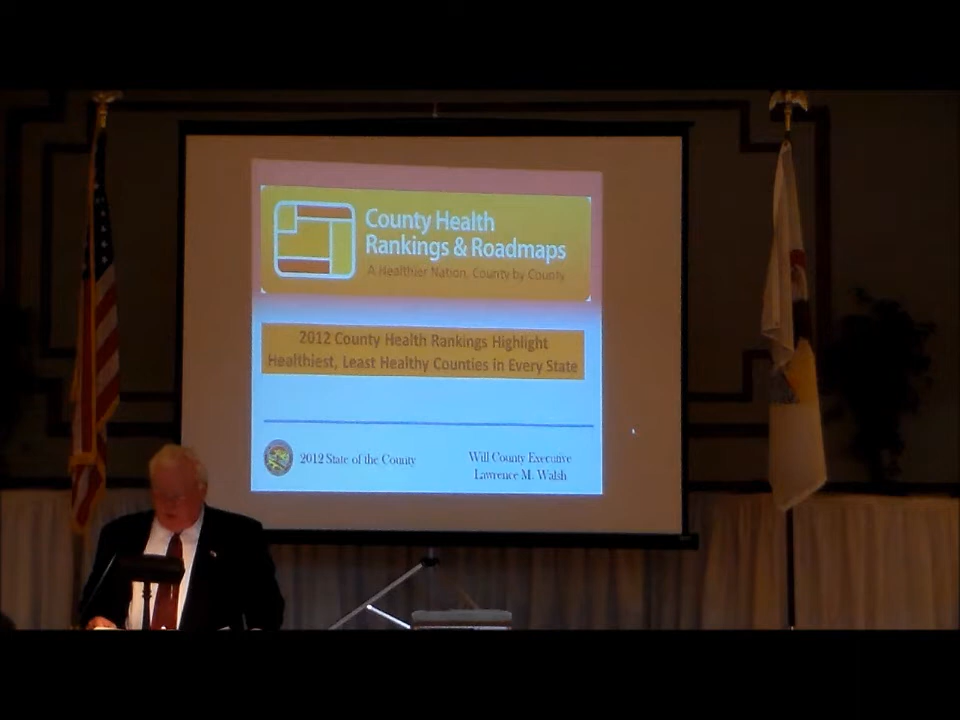 County Health
Rankings & Roadmaps
A Healthier Nation, County by County
2012 County Health Rankings Highlight
Healthiest, Least Healthy Counties in Every State
2012 State of the County
Will County Executive
Lawrence M. Walsh